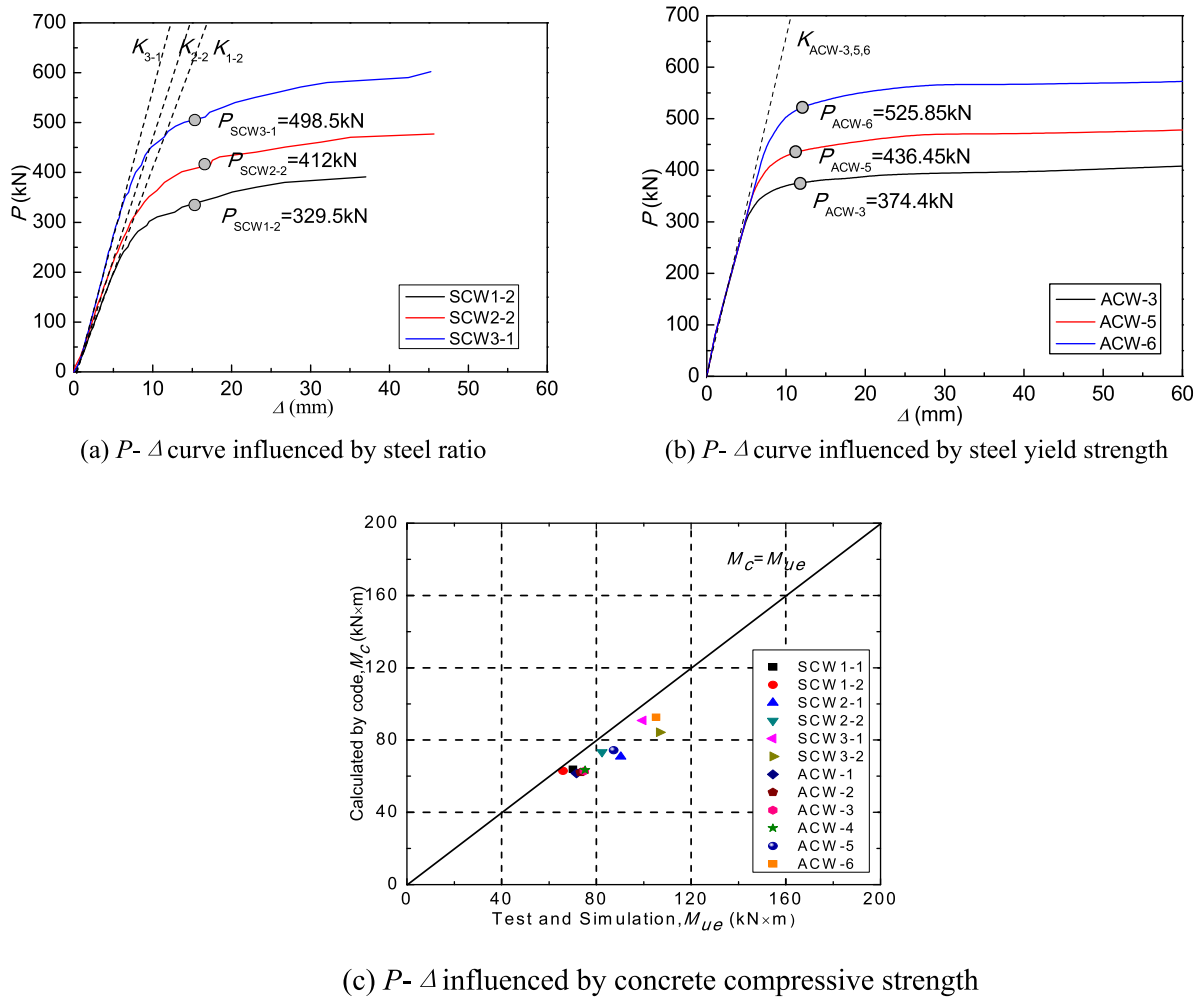 700
600
500
400
300
200
100
0
P (kN)
K3-1
K2-2
K1-2
PSCW3-1=498.5kN
PSCW2-2=412kN
PSCW1-2=329.5kN
SCW1-2
SCW2-2
SCW3-1
0 10 20 30 40 50 60
Δ (mm)
(a) P- Δ curve influenced by steel ratio
700
600
500
400
300
200
100
0
P (kN)
KACW-3,5,6
PACW-6=525.85kN
PACW-5=436.45kN
PACW-3=374.4kN
ACW-3
ACW-5
ACW-6
0 10 20 30 40 50 60
Δ (mm)
(b) P- Δ curve influenced by steel yield strength
200
160
120
80
40
0
Calculated by code,Mc (kN×m)
Mc=Mue
SCW1-1
SCW1-2
SCW2-1
SCW2-2
SCW3-1
SCW3-2
ACW-1
ACW-2
ACW-3
ACW-4
ACW-5
ACW-6
0 40 80 120 160 200
Test and Simulation,Mue (kN×m)
(c) P- Δ influenced by concrete compressive strength